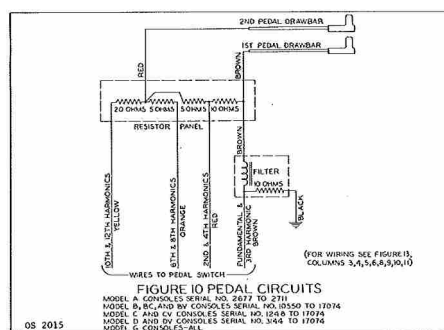 2ND PEDAL DRAWBAR
1ST PEDAL DRAWBAR
RED
BROWN
20 OHMS 5 OHMS 5 OHMS 10 OHMS
RESISTOR PANEL
BROWN
FILTER
10 OHMS
BLACK
10TH & 12TH HARMONICS
YELLOW
6TH & 8TH HARMONICS
ORANGE
2ND & 4TH HARMONICS
RED
FUNDAMENTAL &
3RD HARMONIC
BROWN
WIRES TO PEDAL SWITCH
(FOR WIRING SEE FIGURE 13,
COLUMNS 3,4,5,6,8,9,10,11)
FIGURE 10 PEDAL CIRCUITS
MODEL A CONSOLES SERIAL NO. 2677 TO 2711
MODEL B, BC, AND BV CONSOLES SERIAL NO. 10550 TO 17074
MODEL C AND CV CONSOLES SERIAL NO. 1248 TO 17074
MODEL D AND DV CONSOLES SERIAL NO. 3144 TO 17074
MODEL G CONSOLES-ALL
OS 2015